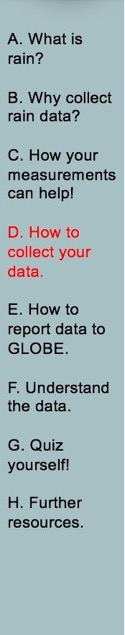 A. What is
rain?
B. Why collect
rain data?
C. How your
measurements
can help!
D. How to
collect your
data.
E. How to
report data to
GLOBE.
F. Understand
the data.
G. Quiz
yourself!
H. Further
resources.